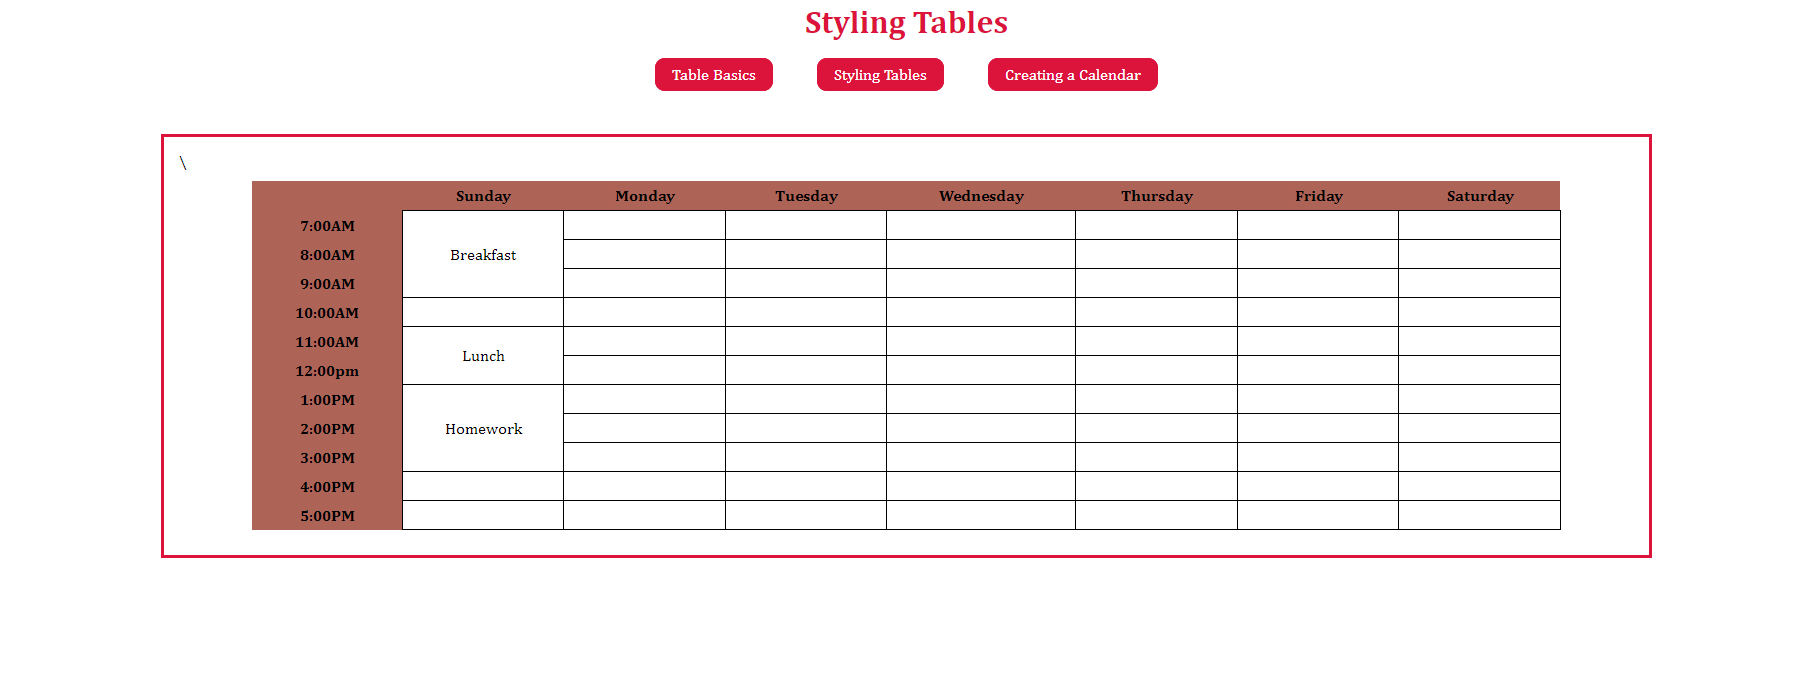 Styling Tables
Table Basics Styling Tables Creating a Calendar
\
Sunday Monday Tuesday Wednesday Thursday Friday Saturday
7:00AM
8:00AM Breakfast
9:00AM
10:00AM
11:00AM
Lunch
12:00pm
1:00PM
2:00PM Homework
3:00PM
4:00PM
5:00PM